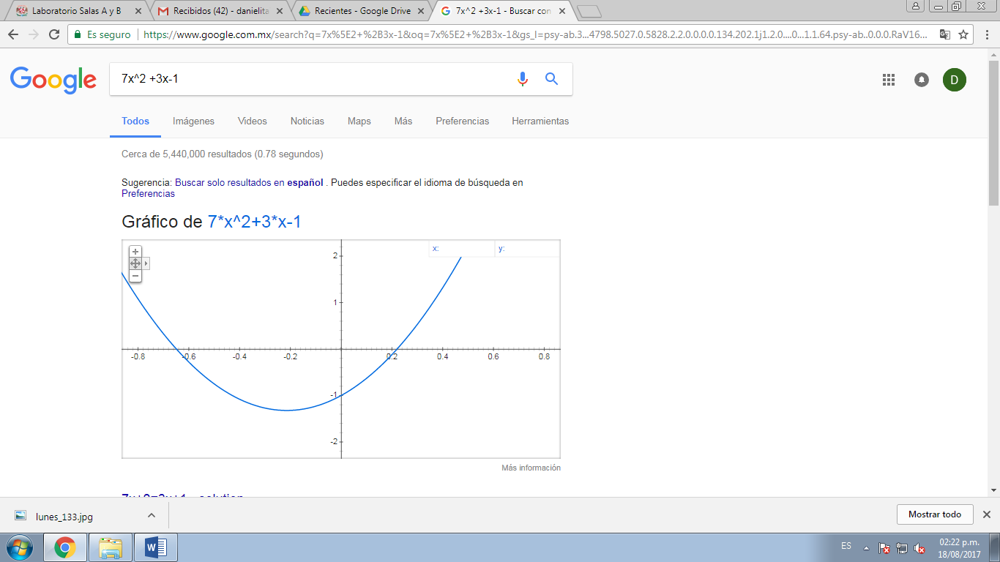 Laboratorio Salas A y B
Recibidos (42) - danielita
Recientes - Google Drive
7x^2 +3x-1 - Buscar con
Es seguro
https://www.google.com.mx/search?q=7x%5E2+%2B3x-1&oq=7x%5E2+%2B3x-1&gs_l=psy-ab.3...4798.5027.0.5828.2.2.0.0.0.0.134.202.1j1.2.0....0...1.1.64.psy-ab..0.0.0.RaV16...
Google
7x^2 +3x-1
D
Todos Imágenes Videos Noticias Maps Más Preferencias Herramientas
Cerca de 5,440,000 resultados (0.78 segundos)
Sugerencia: Buscar solo resultados en español . Puedes especificar el idioma de búsqueda en
Preferencias
Gráfico de 7*x^2+3*x-1
x: y:
2
1
-0.8 -0.6 -0.4 -0.2 0.2 0.4 0.6 0.8
-1
-2
Más información
lunes_133.jpg
Mostrar todo
ES
02:22 p.m.
18/08/2017